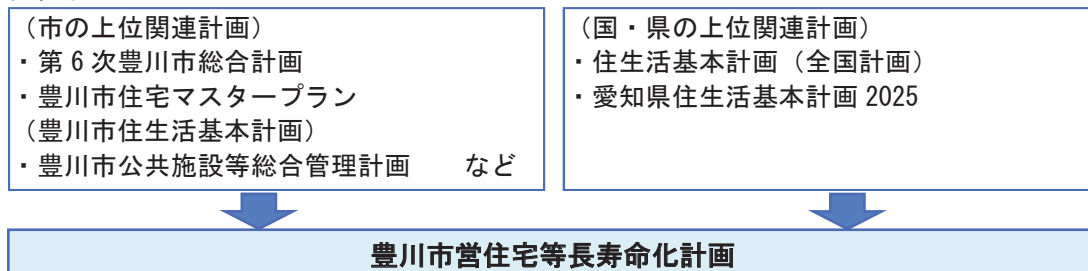 （市の上位関連計画）
・第6次豊川市総合計画
・豊川市住宅マスタープラン
（豊川市住生活基本計画）
・豊川市公共施設等総合管理計画　　など
（国・県の上位関連計画）
・住生活基本計画（全国計画）
・愛知県住生活基本計画 2025
豊川市営住宅等長寿命化計画